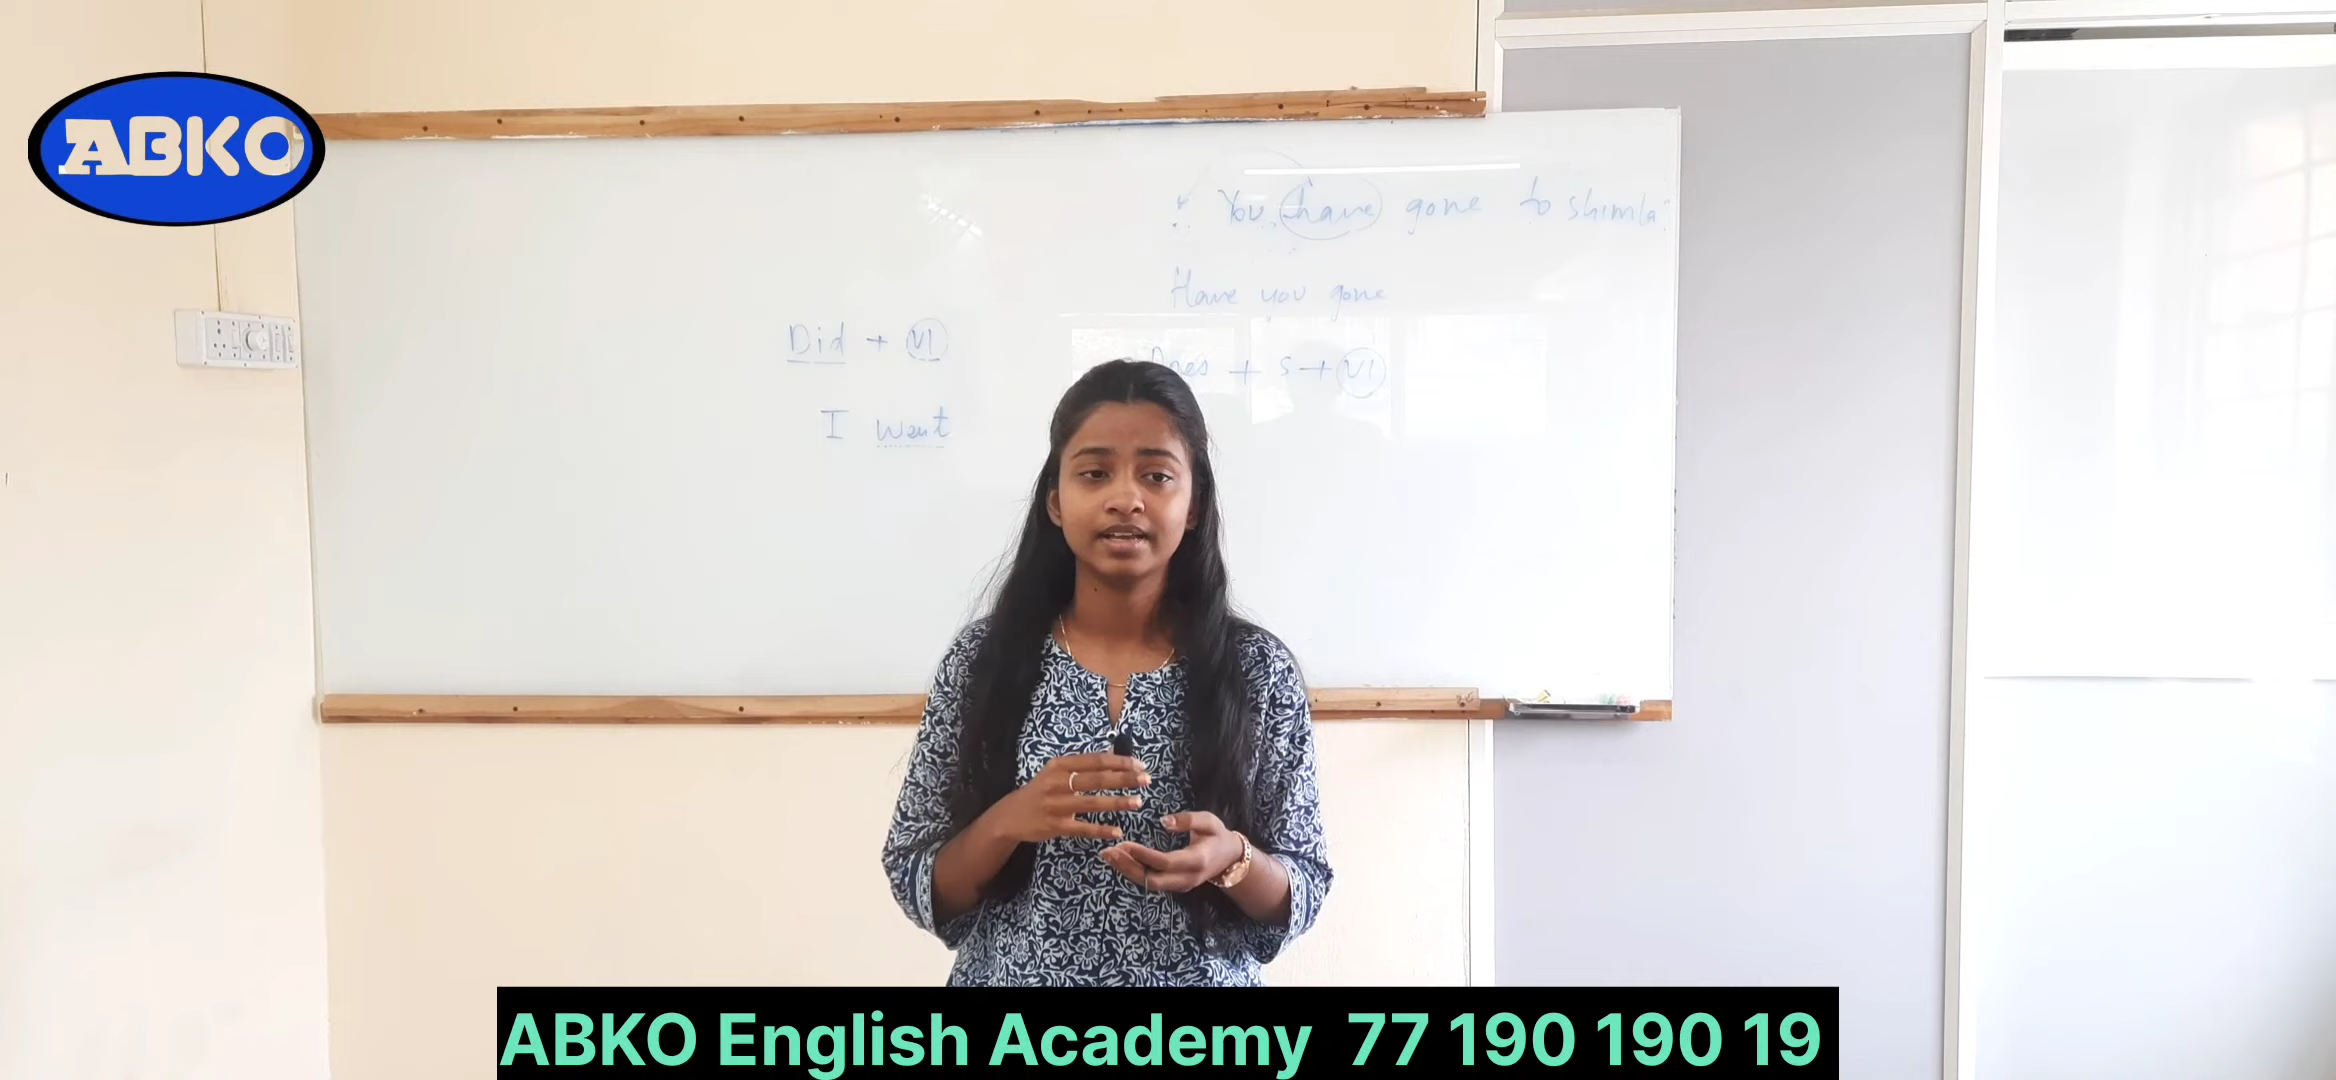 ABKO
You have gone to shimla
Have you gone
Did + V1
Does + S + V1
I went
ABKO English Academy 77 190 190 19